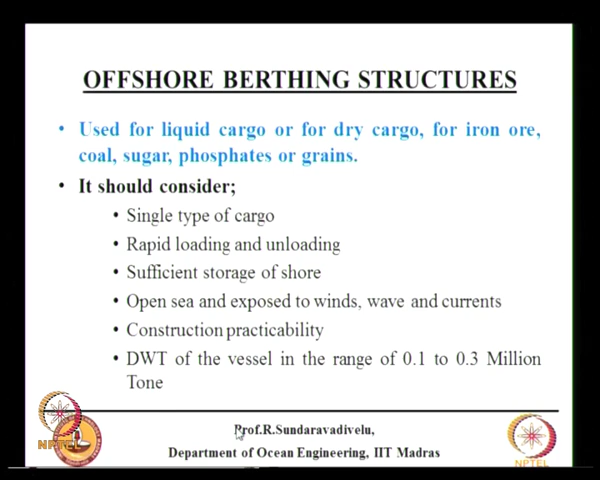 OFFSHORE BERTHING STRUCTURES
• Used for liquid cargo or for dry cargo, for iron ore,
coal, sugar, phosphates or grains.
• It should consider;
• Single type of cargo
• Rapid loading and unloading
• Sufficient storage of shore
• Open sea and exposed to winds, wave and currents
• Construction practicability
• DWT of the vessel in the range of 0.1 to 0.3 Million
Tone
Prof.R.Sundaravadivelu,
Department of Ocean Engineering, IIT Madras
NPTEL
NPTEL